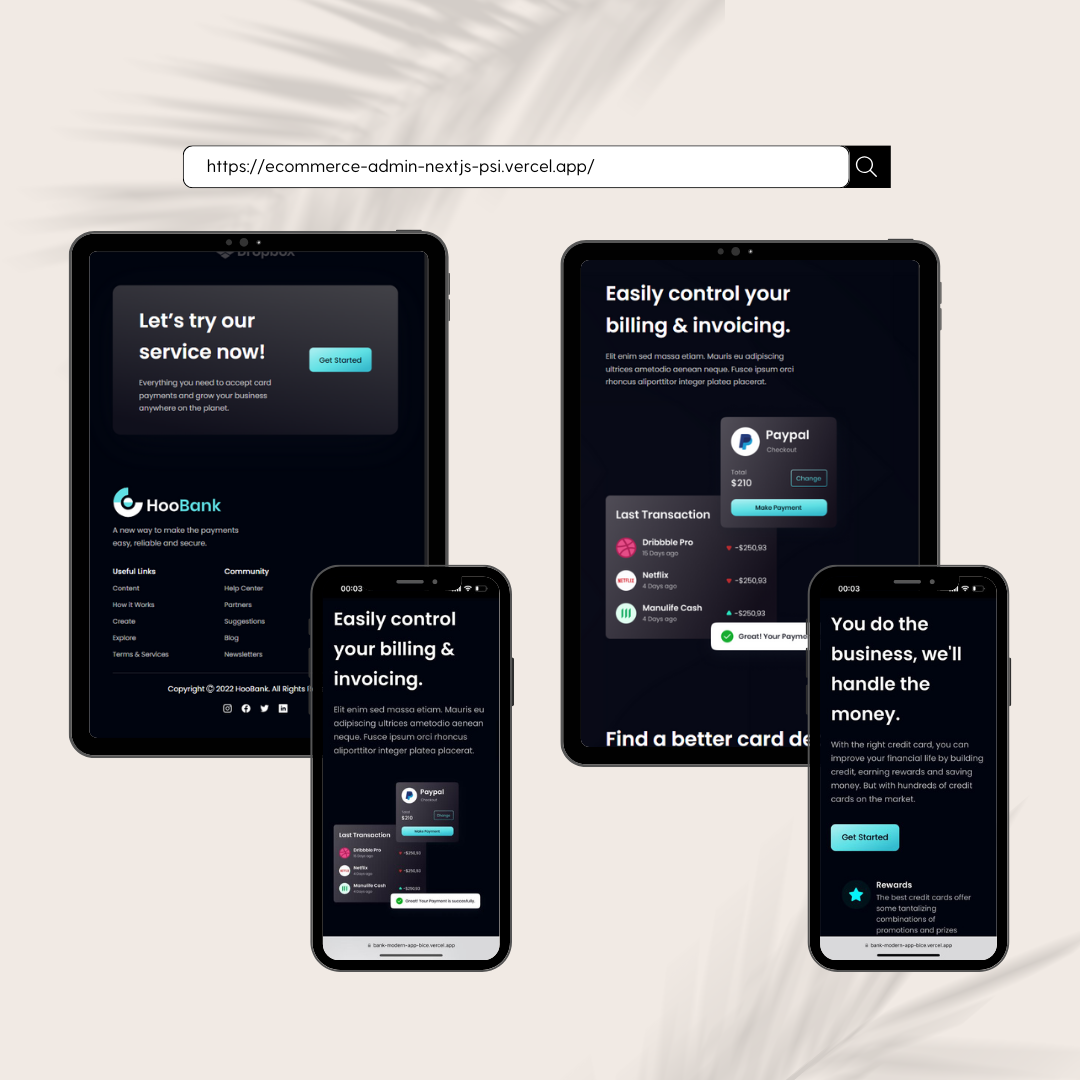 https://ecommerce-admin-nextjs-psi.vercel.app/
Dropbox
Let's try our
service now!
Get Started
Everything you need to accept card
payments and grow your business
anywhere on the planet.
HooBank
A new way to make the payments
easy, reliable and secure.
Useful Links
Content
How it Works
Create
Explore
Terms & Services
Community
Help Center
Partners
Suggestions
Blog
Newsletters
Copyright © 2022 HooBank. All Rights
Easily control your
billing & invoicing.
Elit enim sed massa etiam. Mauris eu adipiscing
ultrices ametodio aenean neque. Fusce ipsum orci
rhoncus aliporttitor integer platea placerat.
Paypal
Checkout
Total:
$210
Change
Make Payment
Last Transaction
Dribbble Pro
15 Days ago
-$250,93
Netflix
4 Days ago
-$250,93
Manulife Cash
4 Days ago
-$250,93
NETFLIX
Great! Your Payme
Find a better card de
00:03
Easily control
your billing &
invoicing.
Elit enim sed massa etiam. Mauris eu
adipiscing ultrices ametodio aenean
neque. Fusce ipsum orci rhoncus
aliporttitor integer platea placerat.
Paypal
Checkout
Total:
$210
Change
Make Payment
Last Transaction
Dribbble Pro
15 Days ago
-$250,93
Netflix
4 Days ago
-$250,93
Manulife Cash
4 Days ago
-$250,93
Great! Your Payment is succesfully.
bank-modern-app-bice.vercel.app
00:03
You do the
business, we'll
handle the
money.
With the right credit card, you can
improve your financial life by building
credit, earning rewards and saving
money. But with hundreds of credit
cards on the market.
Get Started
Rewards
The best credit cards offer
some tantalizing
combinations of
promotions and prizes
bank-modern-app-bice.vercel.app